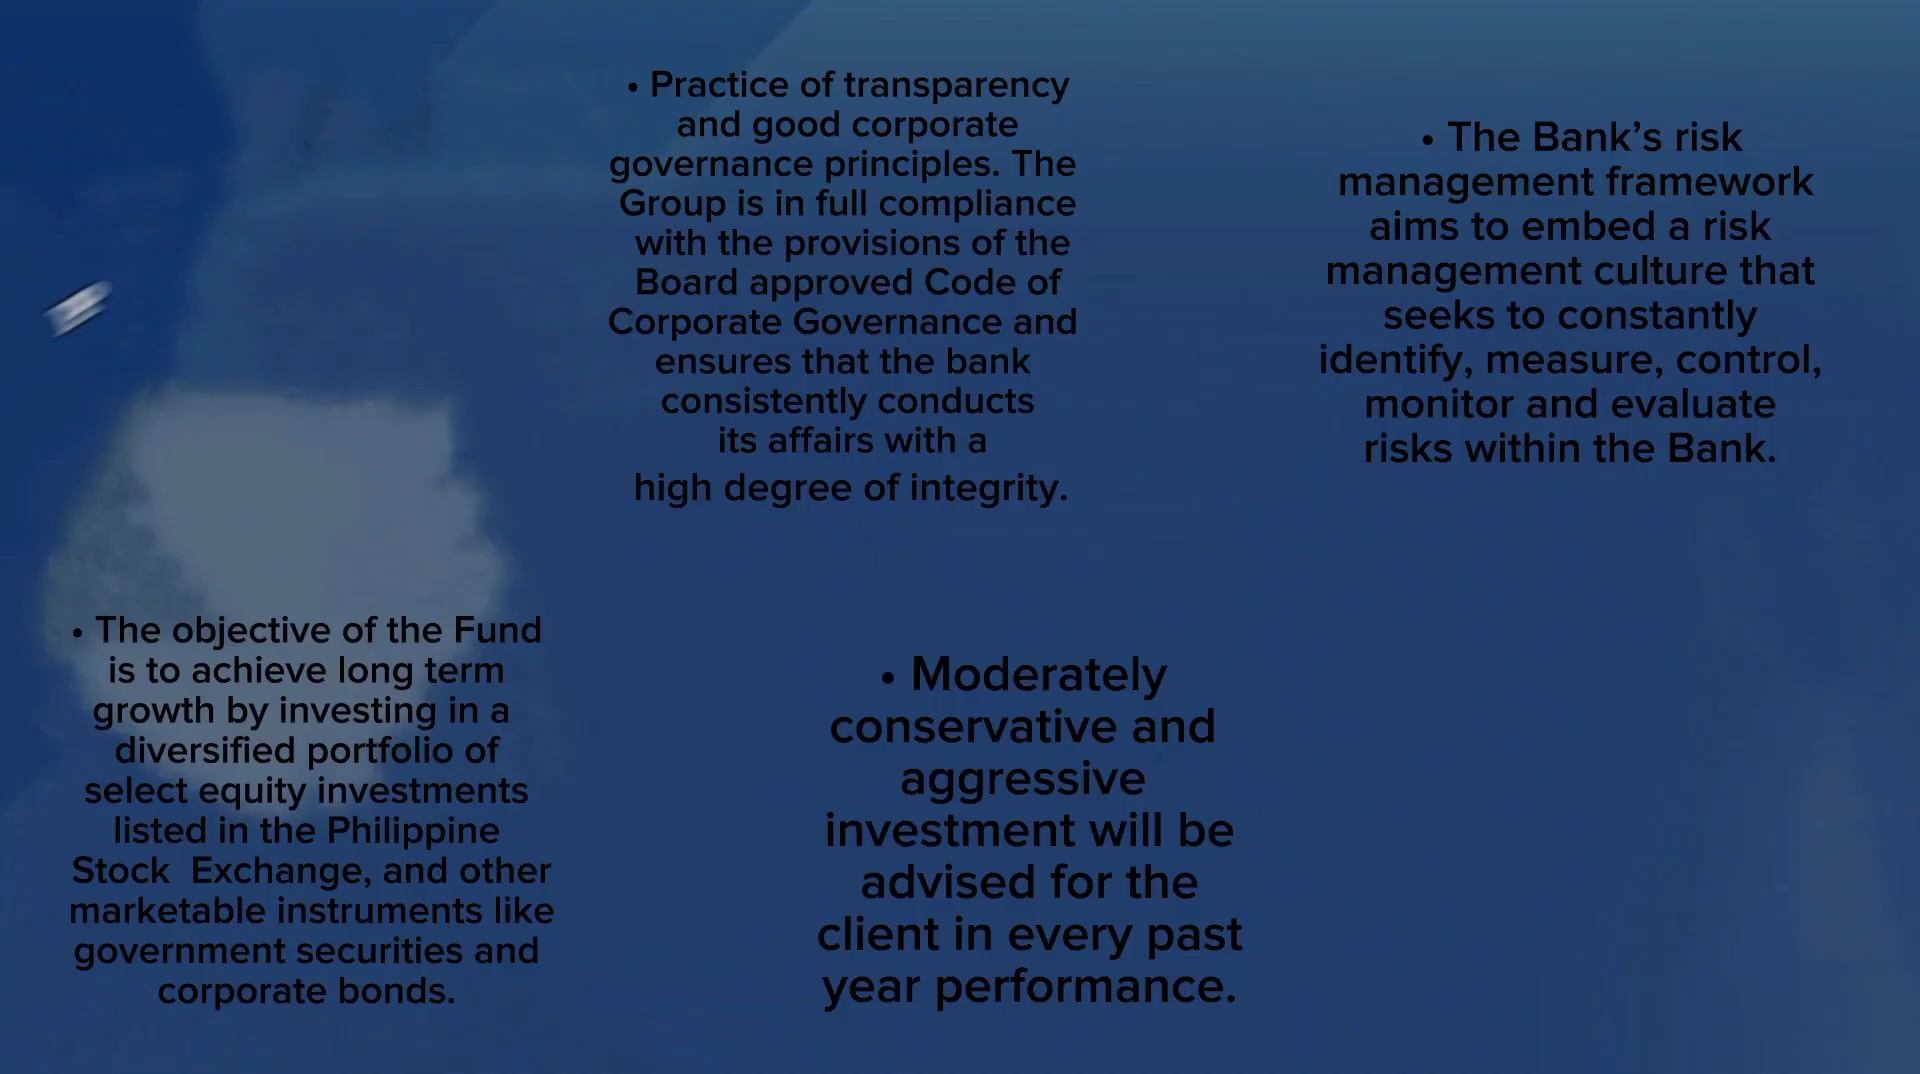 • Practice of transparency
and good corporate
governance principles. The
Group is in full compliance
with the provisions of the
Board approved Code of
Corporate Governance and
ensures that the bank
consistently conducts
its affairs with a
high degree of integrity.
• The Bank’s risk
management framework
aims to embed a risk
management culture that
seeks to constantly
identify, measure, control,
monitor and evaluate
risks within the Bank.
• The objective of the Fund
is to achieve long term
growth by investing in a
diversified portfolio of
select equity investments
listed in the Philippine
Stock  Exchange, and other
marketable instruments like
government securities and
corporate bonds.
• Moderately
conservative and
aggressive
investment will be
advised for the
client in every past
year performance.